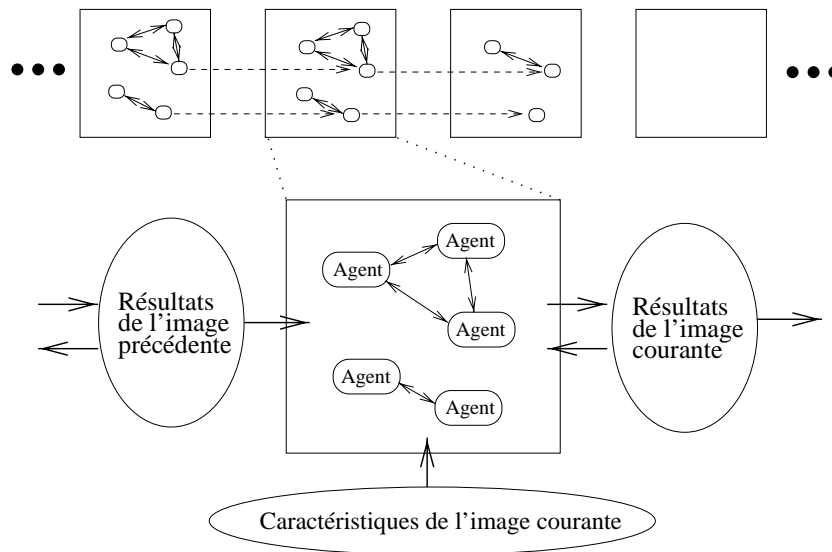 Agent
Agent
Agent
Agent
Agent
Résultats
de l'image
précédente
Résultats
de l'image
courante
Caractéristiques de l'image courante